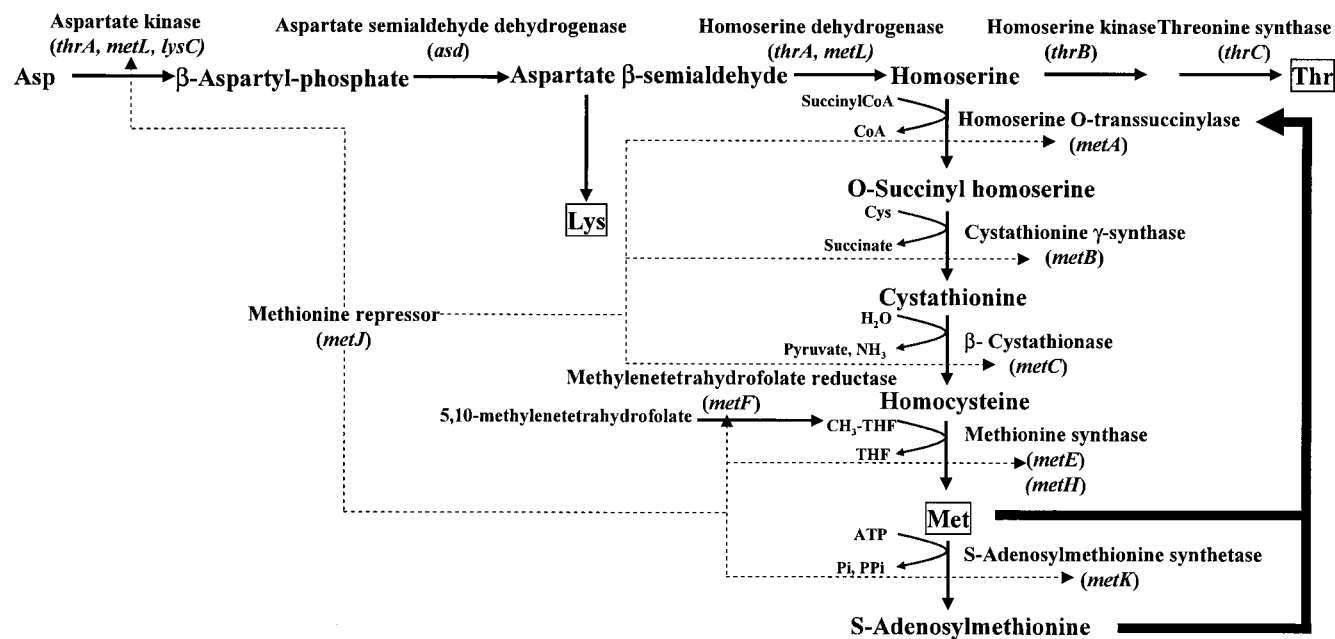 Aspartate kinase
(thrA, metL, lysC)
Aspartate semialdehyde dehydrogenase
(asd)
Homoserine dehydrogenase
(thrA, metL)
Homoserine kinase
(thrB)
Threonine synthase
(thrC)
Asp
β-Aspartyl-phosphate
Aspartate β-semialdehyde
Homoserine
Thr
SuccinylCoA
CoA
Homoserine O-transsuccinylase
(metA)
O-Succinyl homoserine
Lys
Cys
Succinate
Cystathionine γ-synthase
(metB)
Cystathionine
Methionine repressor
(metJ)
H₂O
Pyruvate, NH₃
β- Cystathionase
(metC)
Methylenetetrahydrofolate reductase
(metF)
Homocysteine
5,10-methylenetetrahydrofolate
CH₃-THF
THF
Methionine synthase
(metE)
(metH)
Met
ATP
Pi, PPi
S-Adenosylmethionine synthetase
(metK)
S-Adenosylmethionine